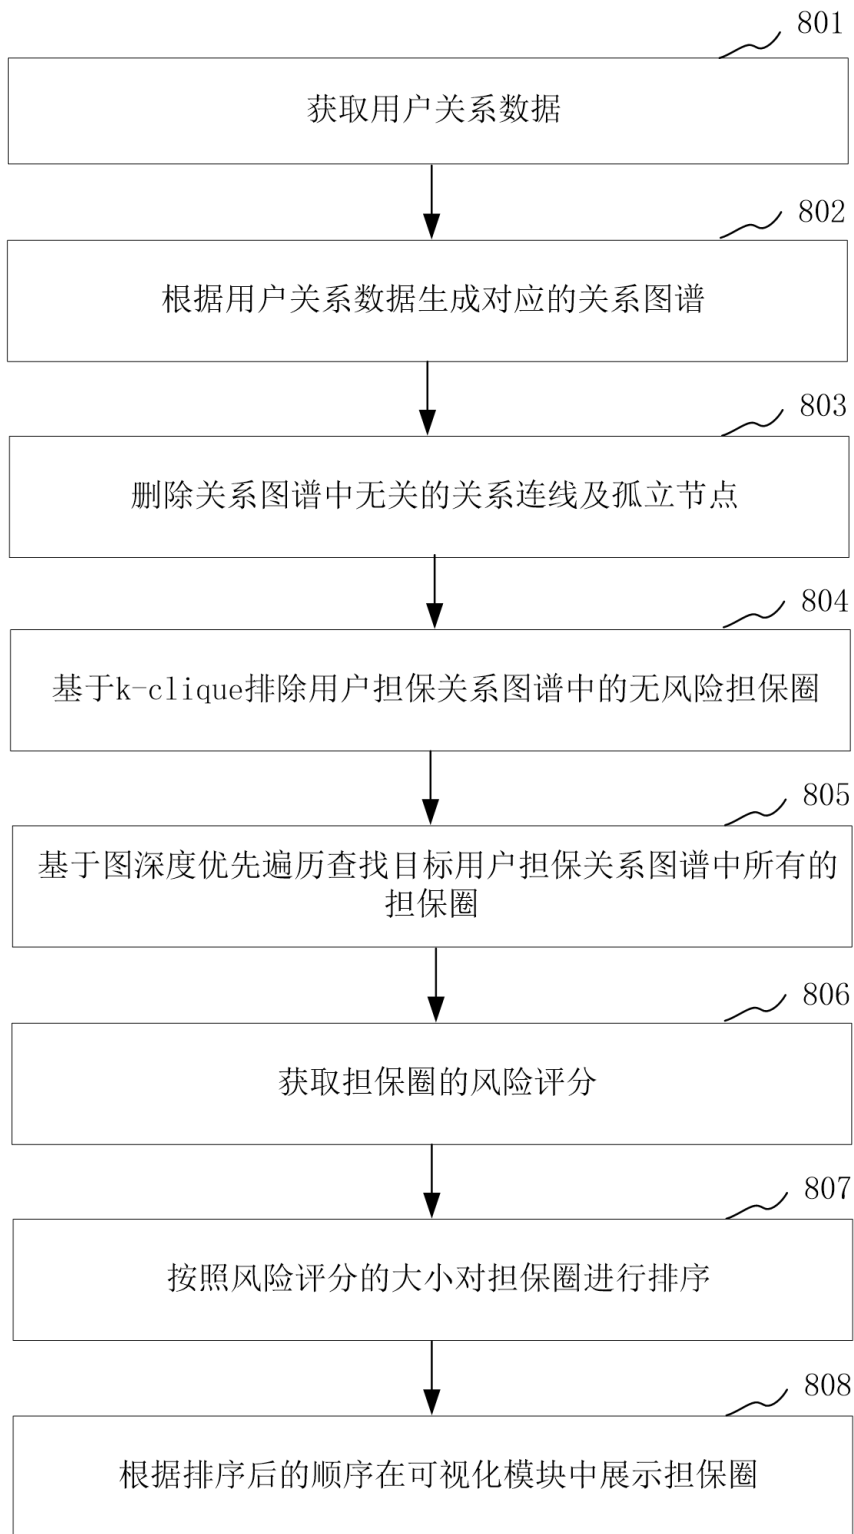 801
获取用户关系数据
802
根据用户关系数据生成对应的关系图谱
803
删除关系图谱中无关的关系连线及孤立节点
804
基于k-clique排除用户担保关系图谱中的无风险担保圈
805
基于图深度优先遍历查找目标用户担保关系图谱中所有的
担保圈
806
获取担保圈的风险评分
807
按照风险评分的大小对担保圈进行排序
808
根据排序后的顺序在可视化模块中展示担保圈